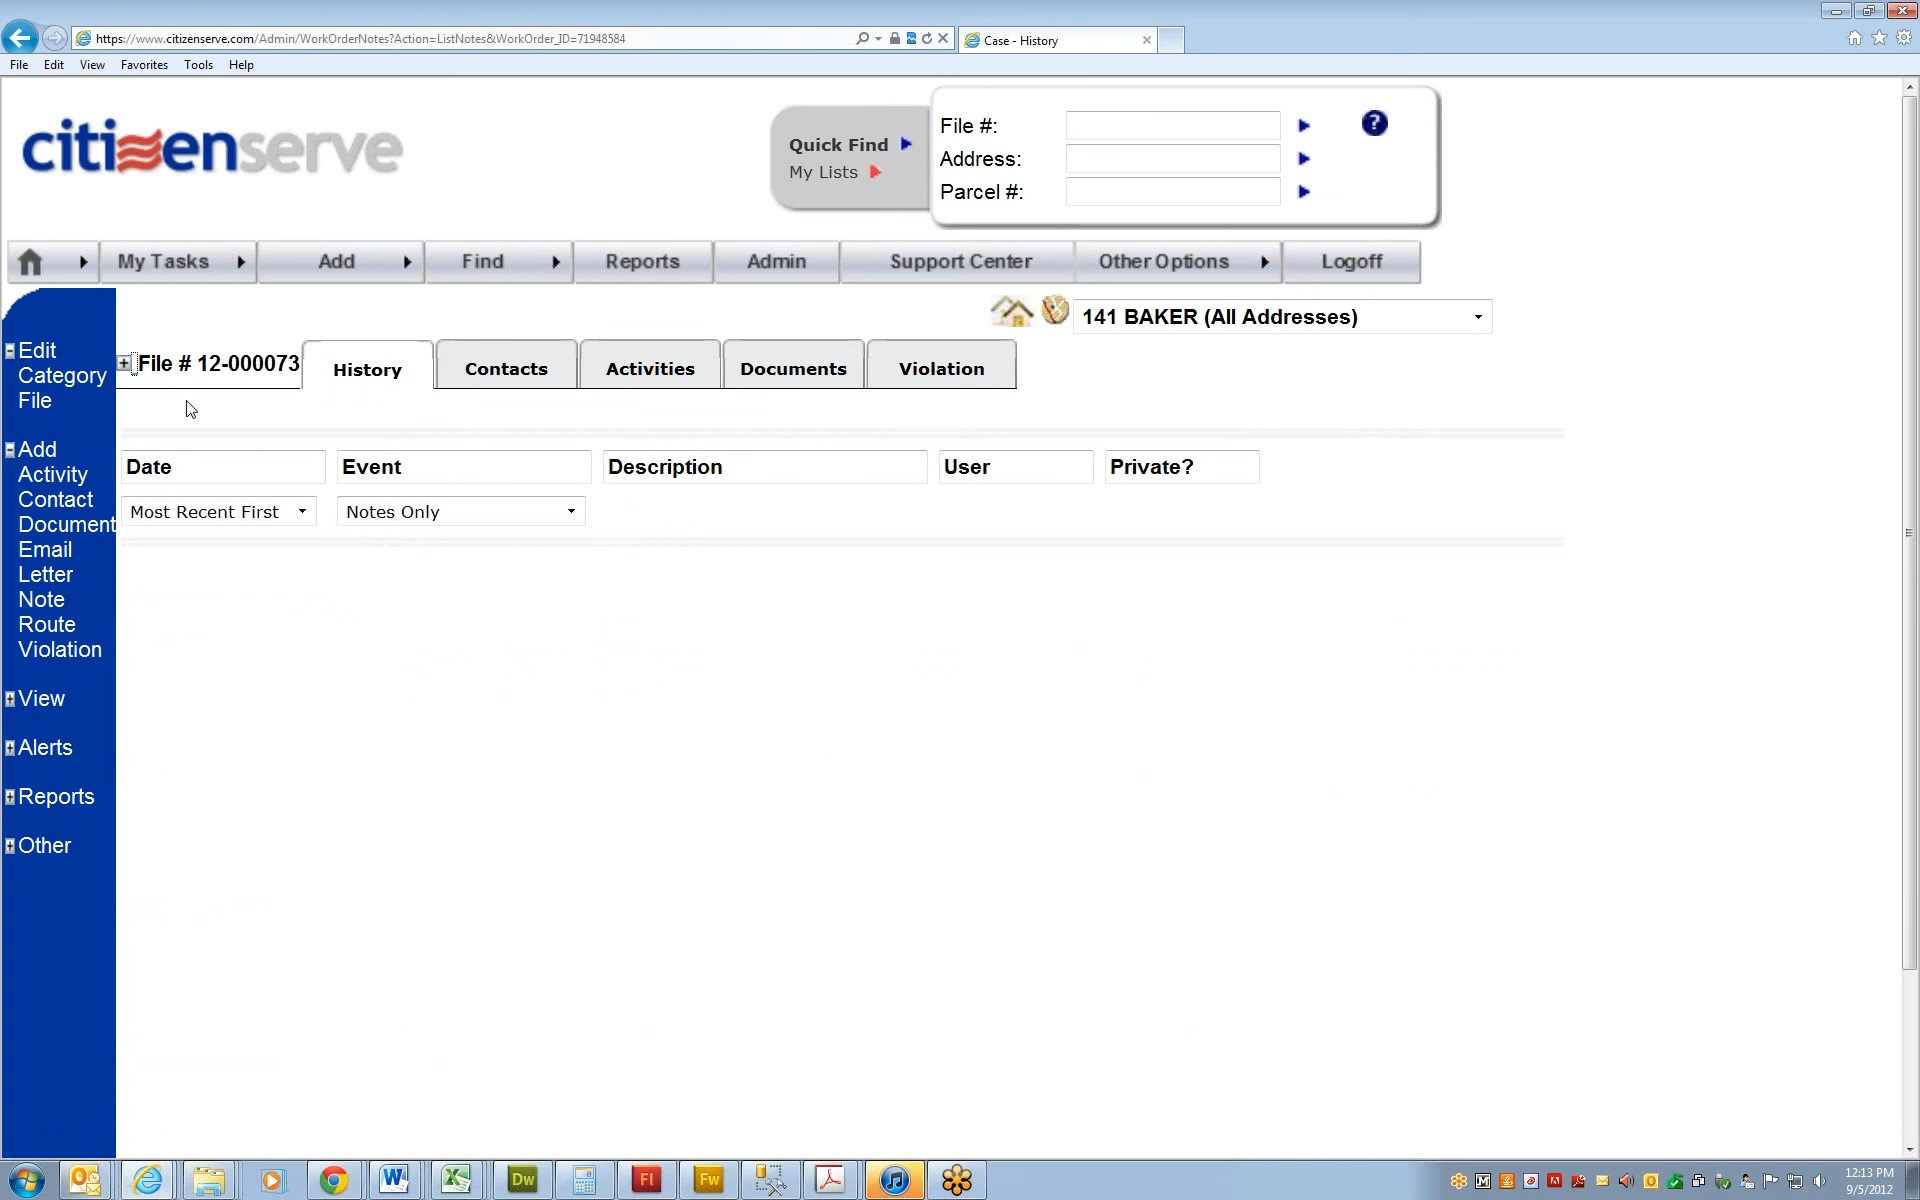 https://www.citizenserve.com/Admin/WorkOrderNotes?Action=ListNotes&WorkOrder_ID=71948584
Case - History
File Edit View Favorites Tools Help
citizenserve
Quick Find
My Lists
File #:
Address:
Parcel #:
?
My Tasks Add Find Reports Admin Support Center Other Options Logoff
141 BAKER (All Addresses)
File # 12-000073 History Contacts Activities Documents Violation
Edit
Category
File
Add
Activity
Contact
Document
Email
Letter
Note
Route
Violation
View
Alerts
Reports
Other
Date Event Description User Private?
Most Recent First Notes Only
Dw Fl Fw
12:13 PM
9/5/2012